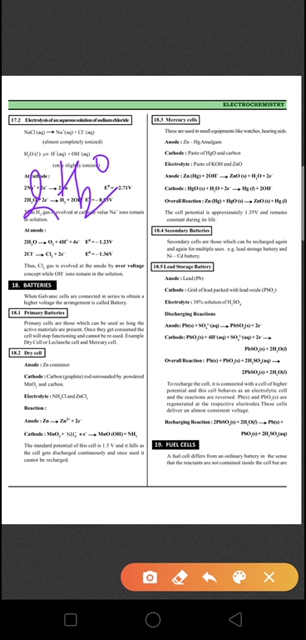 ELECTROCHEMISTRY
17.2 Electrolysis of an aqueous solution of sodium chloride
NaCl (aq) → Na⁺(aq) + Cl⁻(aq)
(almost completely ionized)
H₂O (l) ⇌ H⁺(aq) + OH⁻(aq)
(only slightly ionized)
2H₂O
At cathode :
2Na⁺ + 2e⁻ → 2Na E⁰ = -2.71V
2H₂O + 2e⁻ → H₂ + 2OH⁻ E⁰ = -0.83V
Thus H₂ gas is evolved at cathode value Na⁺ ions remain
in solution.
At anode :
2H₂O → O₂ + 4H⁺ + 4e⁻ E⁰ = -1.23V
2Cl⁻ → Cl₂ + 2e⁻ E⁰ = -1.36V
Thus, Cl₂ gas is evolved at the anode by over voltage
concept while OH⁻ ions remain in the solution.
18. BATTERIES
When Galvanic cells are connected in series to obtain a
higher voltage the arrangement is called Battery.
18.1 Primary Batteries
Primary cells are those which can be used so long the
active materials are present. Once they get consumed the
cell will stop functioning and cannot be re-used. Example
Dry Cell or Leclanche cell and Mercury cell.
18.2 Dry cell
Anode : Zn container
Cathode : Carbon (graphite) rod surrounded by powdered
MnO₂ and carbon.
Electrolyte : NH₄Cl and ZnCl₂
Reaction :
Anode : Zn → Zn²⁺ + 2e⁻
Cathode : MnO₂ + NH₄⁺ + e⁻ → MnO (OH) + NH₃
The standard potential of this cell is 1.5 V and it falls as
the cell gets discharged continuously and once used it
cannot be recharged.
18.3 Mercury cells
These are used in small equipments like watches, hearing aids.
Anode : Zn – Hg Amalgam
Cathode : Paste of HgO and carbon
Electrolyte : Paste of KOH and ZnO
Anode : Zn (Hg) + 2OH⁻ → ZnO (s) + H₂O + 2e⁻
Cathode : HgO (s) + H₂O + 2e⁻ → Hg (l) + 2OH⁻
Overall Reaction : Zn (Hg) + HgO (s) → ZnO (s) + Hg (l)
The cell potential is approximately 1.35V and remains
constant during its life.
18.4 Secondary Batteries
Secondary cells are those which can be recharged again
and again for multiple uses. e.g. lead storage battery and
Ni – Cd battery.
18.5 Lead Storage Battery
Anode : Lead (Pb)
Cathode : Grid of lead packed with lead oxide (PbO₂)
Electrolyte : 38% solution of H₂SO₄
Discharging Reactions
Anode: Pb(s) + SO₄²⁻(aq) → PbSO₄(s) + 2e⁻
Cathode : PbO₂(s) + 4H⁺(aq) + SO₄²⁻(aq) + 2e⁻ →
PbSO₄(s) + 2H₂O(l)
Overall Reaction : Pb(s) + PbO₂(s) + 2H₂SO₄(aq) →
2PbSO₄(s) + 2H₂O(l)
To recharge the cell, it is connected with a cell of higher
potential and this cell behaves as an electrolytic cell
and the reactions are reversed. Pb(s) and PbO₂(s) are
regenerated at the respective electrodes. These cells
deliver an almost consistent voltage.
Recharging Reaction : 2PbSO₄(s) + 2H₂O(l) → Pb(s) +
PbO₂(s) + 2H₂SO₄(aq)
19. FUEL CELLS
A fuel cell differs from an ordinary battery in the sense
that the reactants are not contained inside the cell but are